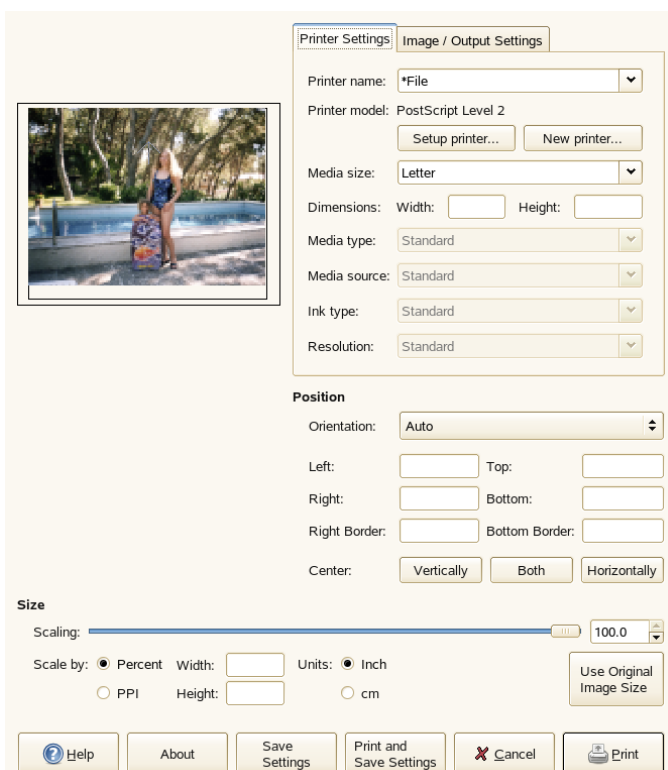 Printer Settings Image / Output Settings
Printer name: *File
Printer model: PostScript Level 2
Setup printer... New printer...
Media size: Letter
Dimensions: Width: Height:
Media type: Standard
Media source: Standard
Ink type: Standard
Resolution: Standard
Position
Orientation: Auto
Left: Top:
Right: Bottom:
Right Border: Bottom Border:
Center: Vertically Both Horizontally
Size
Scaling: 100.0
Scale by: Percent Width: Units: Inch
PPI Height: cm
Use Original
Image Size
Help About Save
Settings Print and
Save Settings Cancel Print